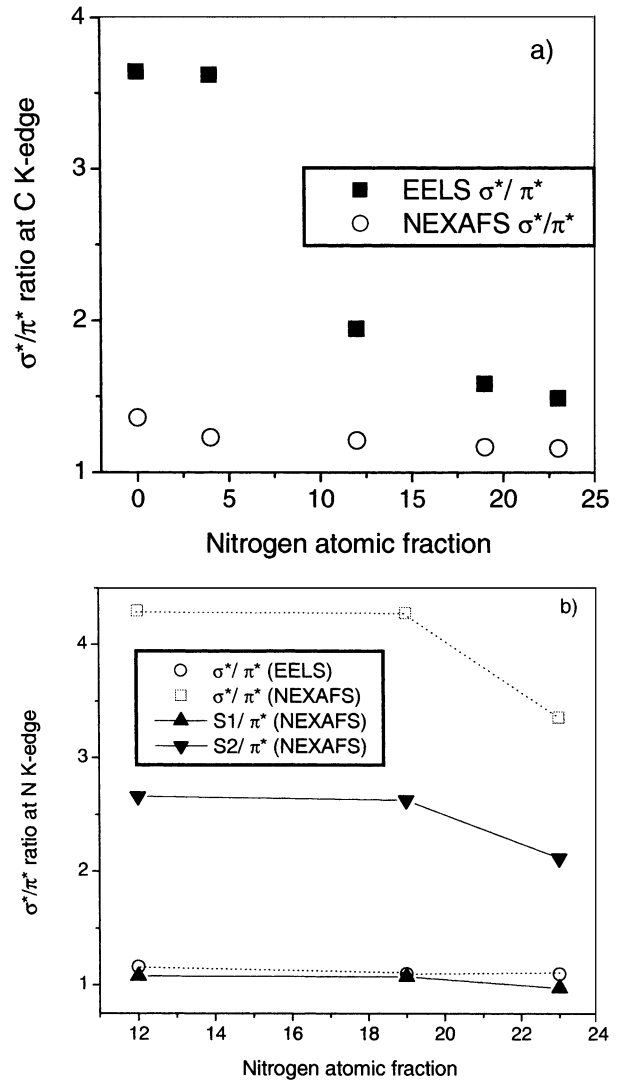 a)
4
3
2
1
σ*/π* ratio at C K-edge
EELS σ*/ π*
NEXAFS σ*/π*
0 5 10 15 20 25
Nitrogen atomic fraction
b)
4
3
2
1
σ*/π* ratio at N K-edge
σ*/ π* (EELS)
σ*/ π* (NEXAFS)
S1/ π* (NEXAFS)
S2/ π* (NEXAFS)
12 14 16 18 20 22 24
Nitrogen atomic fraction